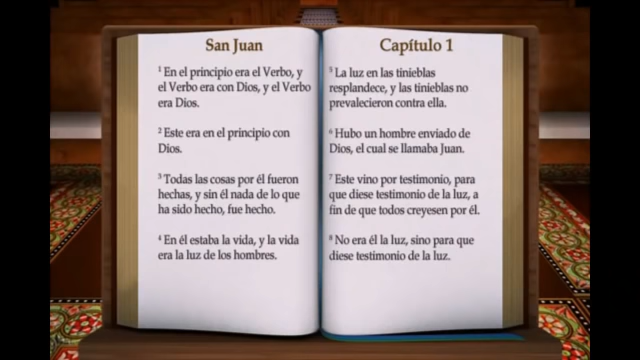 San Juan
1 En el principio era el Verbo, y
el Verbo era con Dios, y el Verbo
era Dios.
2 Este era en el principio con
Dios.
3 Todas las cosas por él fueron
hechas, y sin él nada de lo que
ha sido hecho, fue hecho.
4 En él estaba la vida, y la vida
era la luz de los hombres.
Capítulo 1
5 La luz en las tinieblas
resplandece, y las tinieblas no
prevalecieron contra ella.
6 Hubo un hombre enviado de
Dios, el cual se llamaba Juan.
7 Este vino por testimonio, para
que diese testimonio de la luz, a
fin de que todos creyesen por él.
8 No era él la luz, sino para que
diese testimonio de la luz.